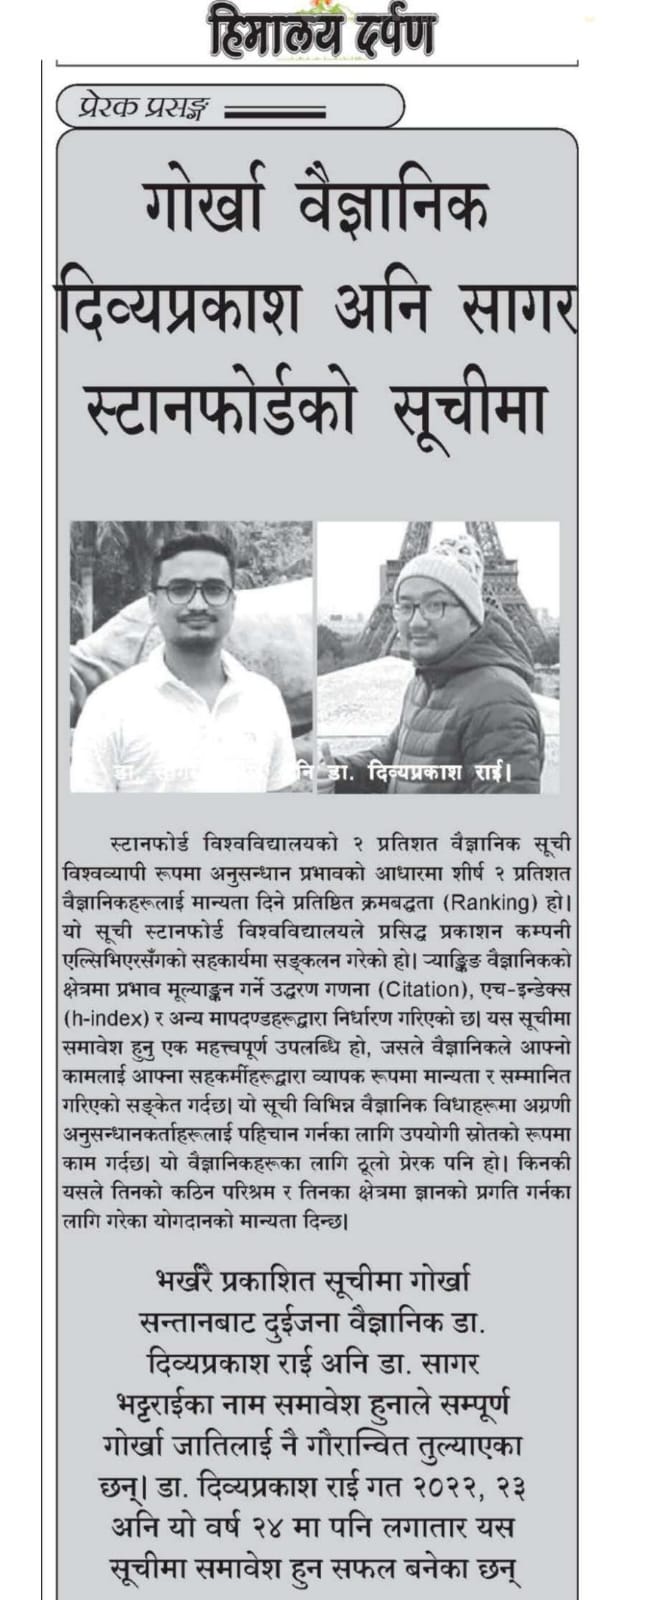 हिमालय दर्पण
प्रेरक प्रसङ्ग
गोर्खा वैज्ञानिक
दिव्यप्रकाश अनि सागर
स्टानफोर्डको सूचीमा
डा. दिव्यप्रकाश राई।
स्टानफोर्ड विश्वविद्यालयको २ प्रतिशत वैज्ञानिक सूची
विश्वव्यापी रूपमा अनुसन्धान प्रभावको आधारमा शीर्ष २ प्रतिशत
वैज्ञानिकहरूलाई मान्यता दिने प्रतिष्ठित क्रमबद्धता (Ranking) हो।
यो सूची स्टानफोर्ड विश्वविद्यालयले प्रसिद्ध प्रकाशन कम्पनी
एल्सिभिएरसँगको सहकार्यमा सङ्कलन गरेको हो। ऱ्याङ्किङ वैज्ञानिकको
क्षेत्रमा प्रभाव मूल्याङ्कन गर्ने उद्धरण गणना (Citation), एच-इन्डेक्स
(h-index) र अन्य मापदण्डहरूद्वारा निर्धारण गरिएको छ। यस सूचीमा
समावेश हुनु एक महत्त्वपूर्ण उपलब्धि हो, जसले वैज्ञानिकले आफ्नो
कामलाई आफ्ना सहकर्मीहरूद्वारा व्यापक रूपमा मान्यता र सम्मानित
गरिएको सङ्केत गर्दछ। यो सूची विभिन्न वैज्ञानिक विधाहरूमा अग्रणी
अनुसन्धानकर्ताहरूलाई पहिचान गर्नका लागि उपयोगी स्रोतको रूपमा
काम गर्दछ। यो वैज्ञानिकहरूका लागि ठूलो प्रेरक पनि हो। किनकी
यसले तिनको कठिन परिश्रम र तिनका क्षेत्रमा ज्ञानको प्रगति गर्नका
लागि गरेका योगदानको मान्यता दिन्छ।
भर्खरै प्रकाशित सूचीमा गोर्खा
सन्तानबाट दुईजना वैज्ञानिक डा.
दिव्यप्रकाश राई अनि डा. सागर
भट्टराईका नाम समावेश हुनाले सम्पूर्ण
गोर्खा जातिलाई नै गौरान्वित तुल्याएका
छन्। डा. दिव्यप्रकाश राई गत २०२२, २३
अनि यो वर्ष २४ मा पनि लगातार यस
सूचीमा समावेश हुन सफल बनेका छन्